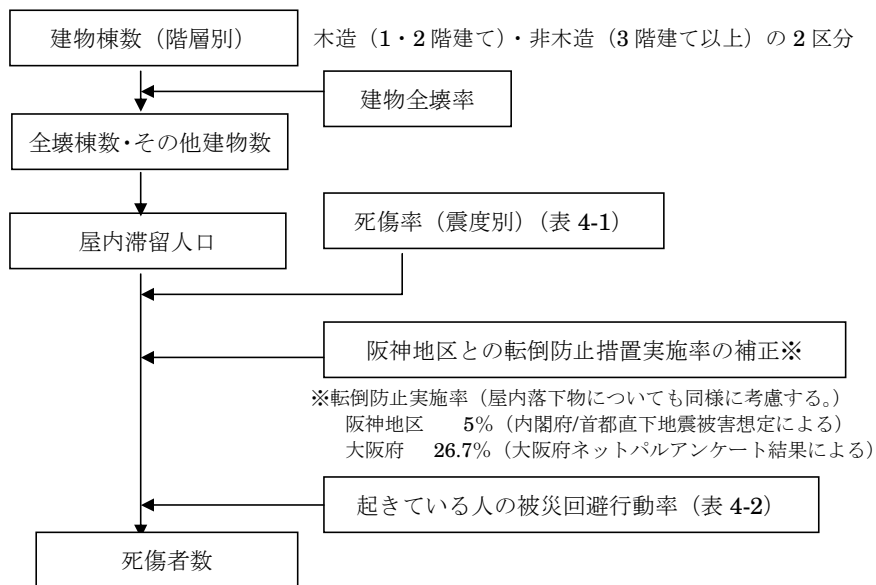 建物棟数（階層別）　木造（1・2 階建て）・非木造（3 階建て以上）の 2 区分
建物全壊率
全壊棟数・その他建物数
死傷率（震度別）（表 4-1）
屋内滞留人口
阪神地区との転倒防止措置実施率の補正※
※転倒防止実施率（屋内落下物についても同様に考慮する。）
阪神地区　　5%（内閣府/首都直下地震被害想定による）
大阪府　26.7%（大阪府ネットパルアンケート結果による）
起きている人の被災回避行動率（表 4-2）
死傷者数